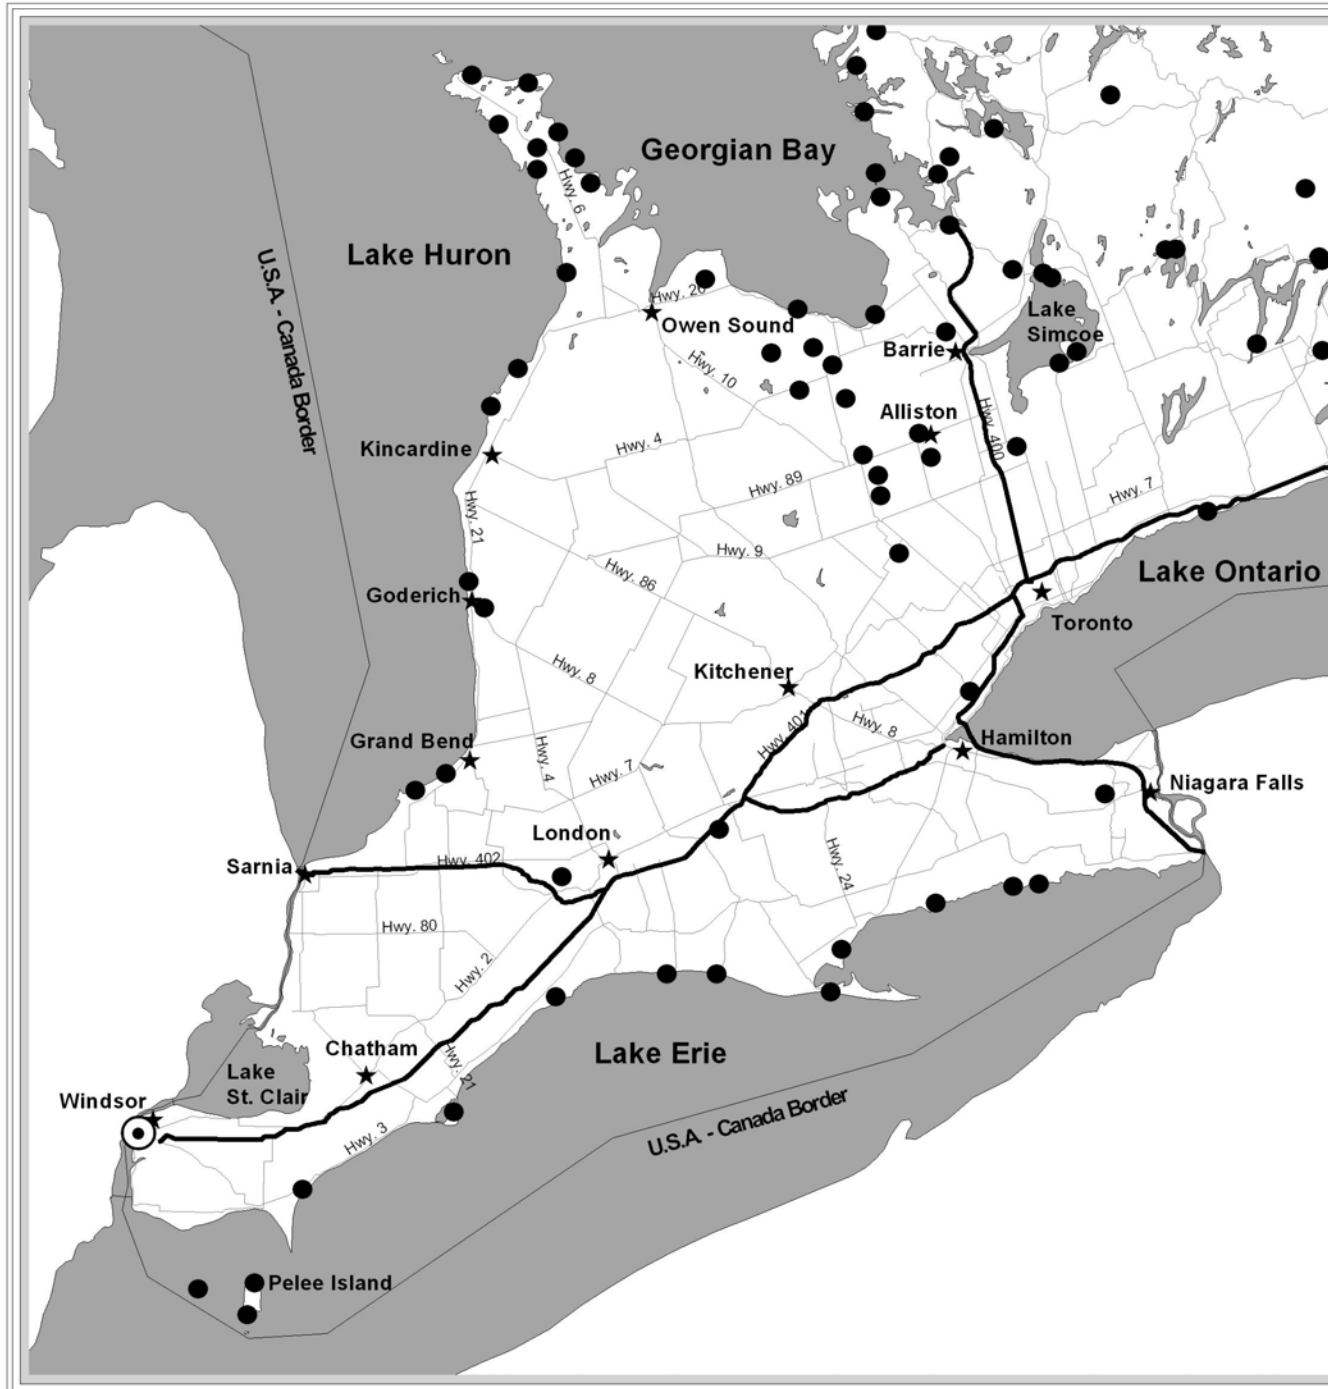 Georgian Bay
Hwy. 6
Lake Huron
U.S.A. - Canada Border
Hwy. 26
Owen Sound
Lake
Simcoe
Barrie
Hwy. 10
Alliston
Hwy. 400
Kincardine
Hwy. 4
Hwy. 89
Hwy. 7
Hwy. 21
Hwy. 9
Hwy. 86
Lake Ontario
Goderich
Toronto
Hwy. 8
Kitchener
Hwy. 401
Hwy. 8
Hamilton
Grand Bend
Hwy. 4
Hwy. 7
Niagara Falls
London
Sarnia
Hwy. 402
Hwy. 24
Hwy. 80
Hwy. 2
Chatham
Hwy. 21
Lake Erie
Lake
St. Clair
Windsor
Hwy. 3
U.S.A. - Canada Border
Pelee Island